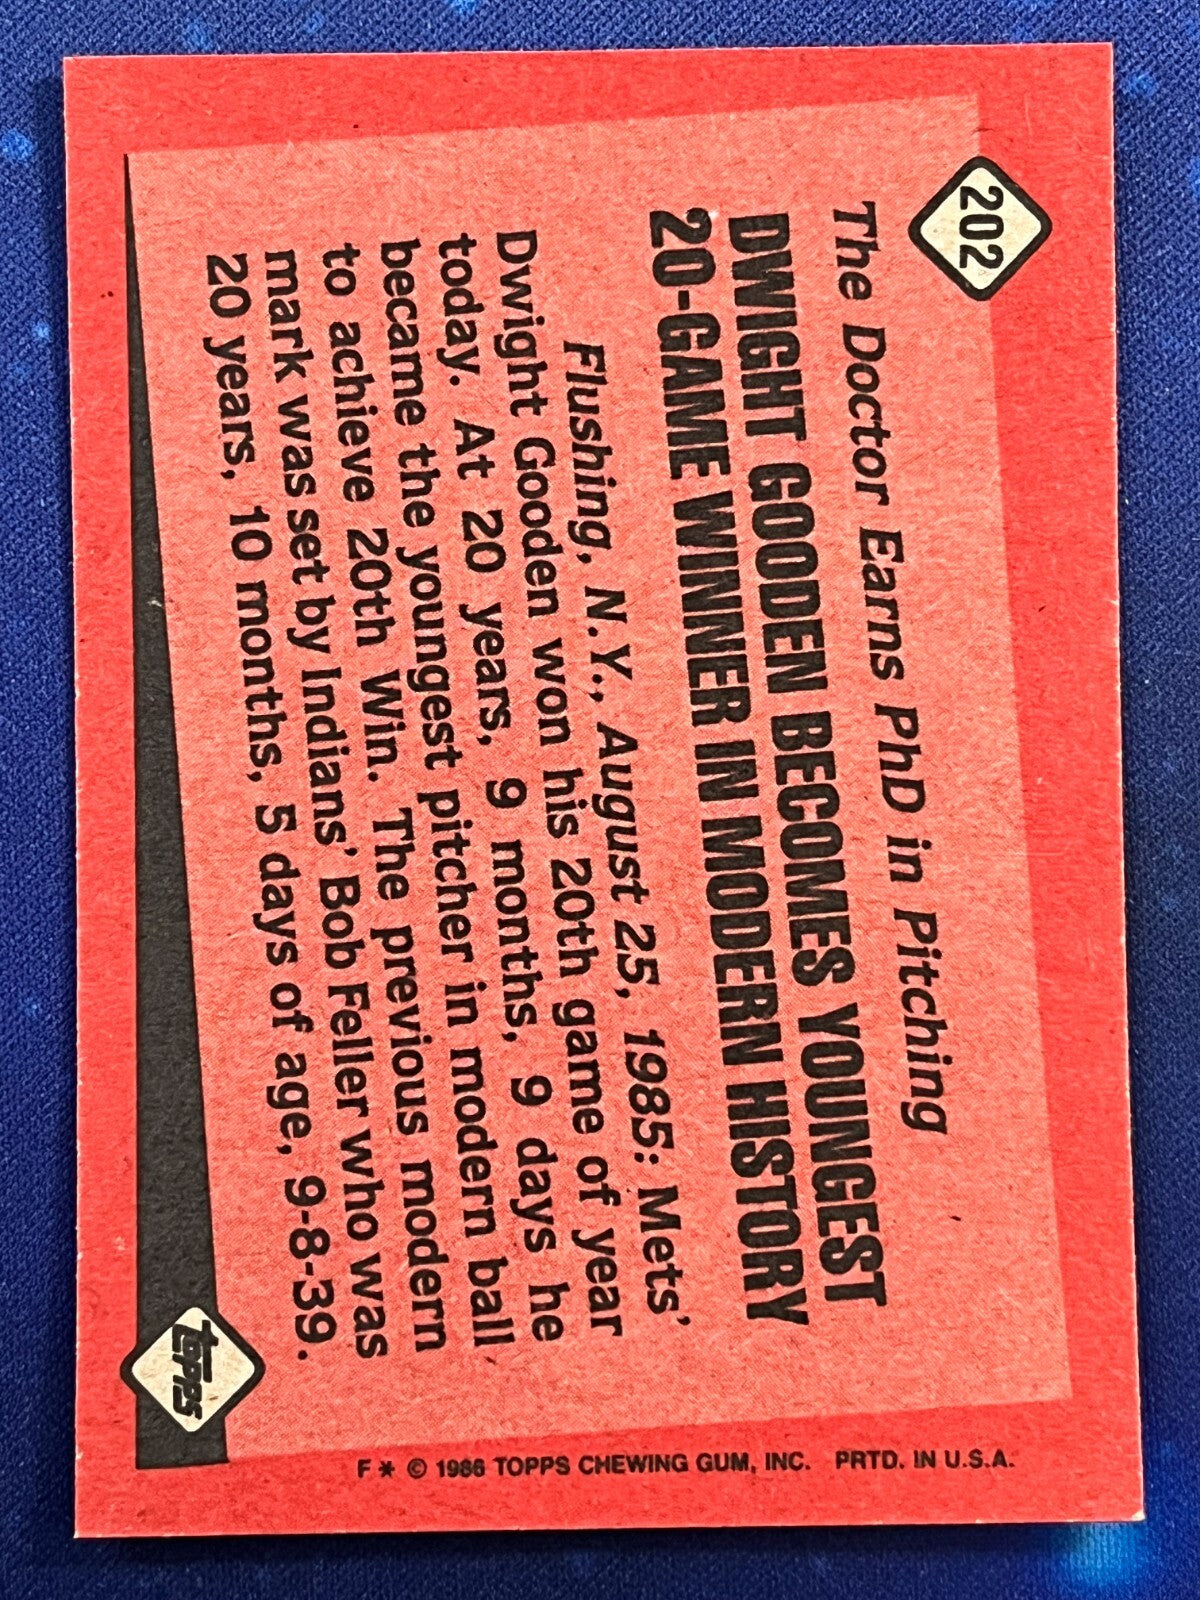 202
The Doctor Earns PhD in Pitching
DWIGHT GOODEN BECOMES YOUNGEST
20-GAME WINNER IN MODERN HISTORY
Flushing, N.Y., August 25, 1985: Mets'
Dwight Gooden won his 20th game of year
today. At 20 years, 9 months, 9 days he
became the youngest pitcher in modern ball
to achieve 20th Win. The previous modern
mark was set by Indians' Bob Feller who was
20 years, 10 months, 5 days of age, 9-8-39.
topps
F * © 1986 TOPPS CHEWING GUM, INC. PRTD. IN U.S.A.